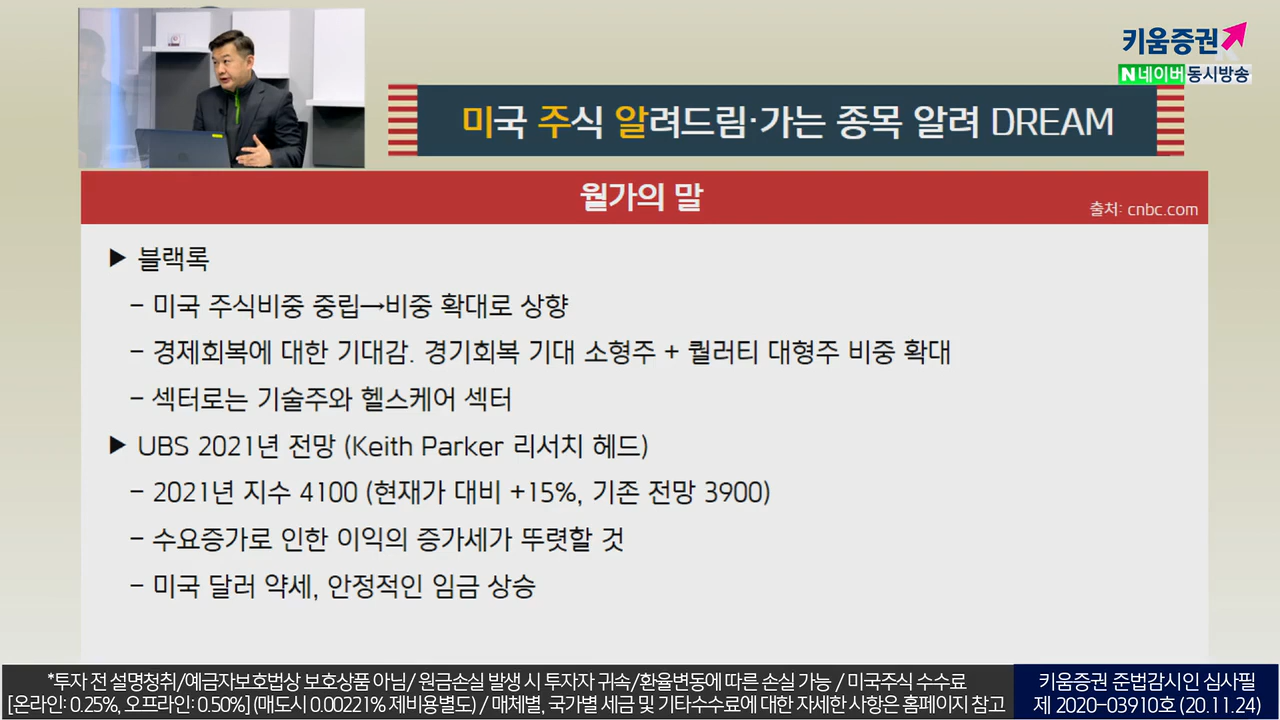 키움증권
N 네이버 동시방송
미국 주식 알려드림·가는 종목 알려 DREAM
월가의 말
출처: cnbc.com
▶ 블랙록
– 미국 주식비중 중립→비중 확대로 상향
– 경제회복에 대한 기대감. 경기회복 기대 소형주 + 퀄러티 대형주 비중 확대
– 섹터로는 기술주와 헬스케어 섹터
▶ UBS 2021년 전망 (Keith Parker 리서치 헤드)
– 2021년 지수 4100 (현재가 대비 +15%, 기존 전망 3900)
– 수요증가로 인한 이익의 증가세가 뚜렷할 것
– 미국 달러 약세, 안정적인 임금 상승
*투자 전 설명청취/예금자보호법상 보호상품 아님/ 원금손실 발생 시 투자자 귀속/환율변동에 따른 손실 가능 / 미국주식 수수료
[온라인: 0.25%, 오프라인: 0.50%] (매도시 0.00221% 제비용별도) / 매체별, 국가별 세금 및 기타수수료에 대한 자세한 사항은 홈페이지 참고
키움증권 준법감시인 심사필
제 2020-03910호 (20.11.24)